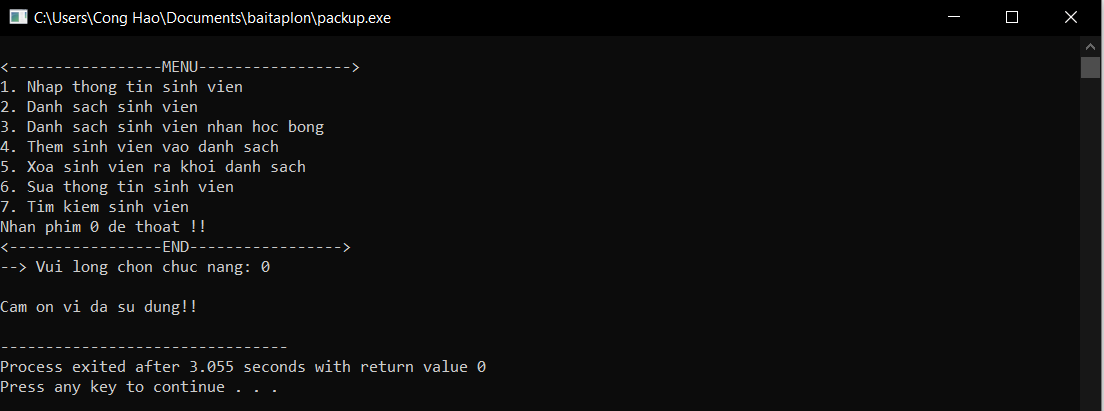 C:\Users\Cong Hao\Documents\baitaplon\packup.exe
<-----------------MENU----------------->
1. Nhap thong tin sinh vien
2. Danh sach sinh vien
3. Danh sach sinh vien nhan hoc bong
4. Them sinh vien vao danh sach
5. Xoa sinh vien ra khoi danh sach
6. Sua thong tin sinh vien
7. Tim kiem sinh vien
Nhan phim 0 de thoat !!
<-----------------END----------------->
--> Vui long chon chuc nang: 0
Cam on vi da su dung!!
--------------------------------
Process exited after 3.055 seconds with return value 0
Press any key to continue . . .